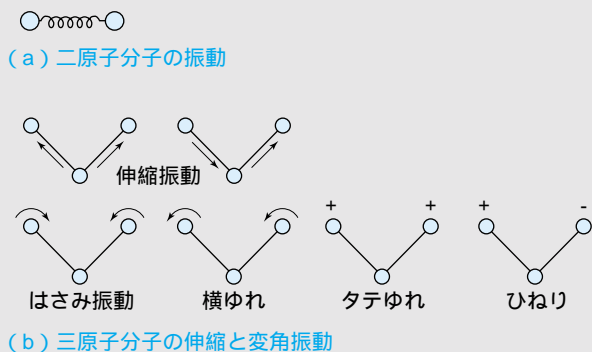 (a)二原子分子の振動
伸縮振動
+ + + -
はさみ振動 横ゆれ タテゆれ ひねり
(b)三原子分子の伸縮と変角振動